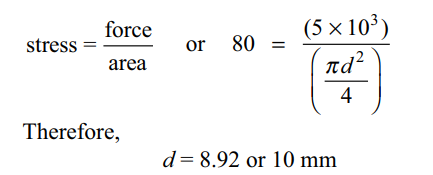 stress = force/area or 80 = (5 × 10³)/(πd²/4)
Therefore,
d = 8.92 or 10 mm